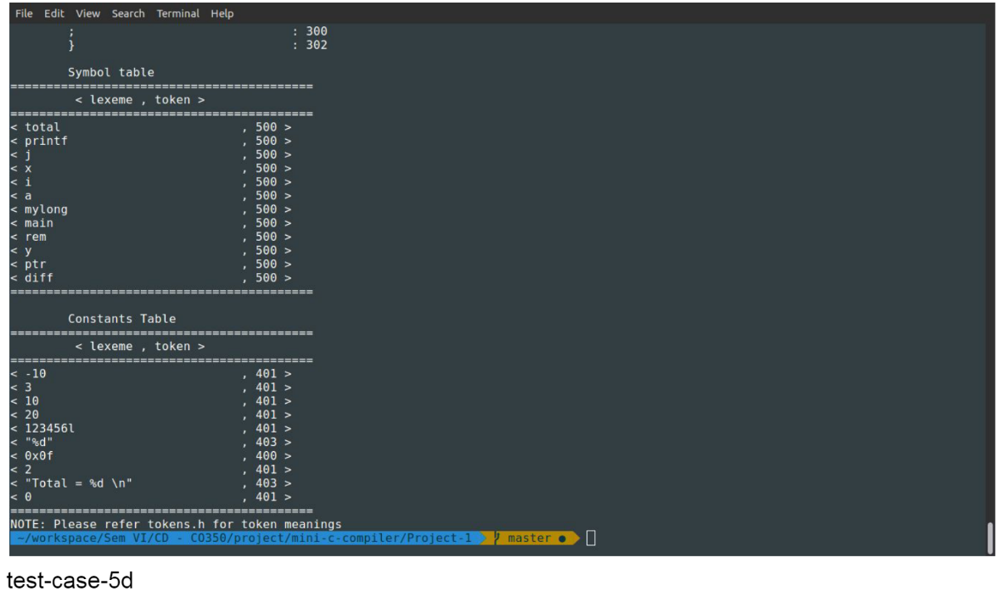 File Edit View Search Terminal Help
; : 300
} : 302
Symbol table
==========================================
< lexeme , token >
==========================================
< total , 500 >
< printf , 500 >
< j , 500 >
< x , 500 >
< i , 500 >
< a , 500 >
< mylong , 500 >
< main , 500 >
< rem , 500 >
< y , 500 >
< ptr , 500 >
< diff , 500 >
==========================================
Constants Table
==========================================
< lexeme , token >
==========================================
< -10 , 401 >
< 3 , 401 >
< 10 , 401 >
< 20 , 401 >
< 123456l , 401 >
< "%d" , 403 >
< 0x0f , 400 >
< 2 , 401 >
< "Total = %d \n" , 403 >
< 0 , 401 >
==========================================
NOTE: Please refer tokens.h for token meanings
~/workspace/Sem VI/CD - CO350/project/mini-c-compiler/Project-1 master ●
test-case-5d